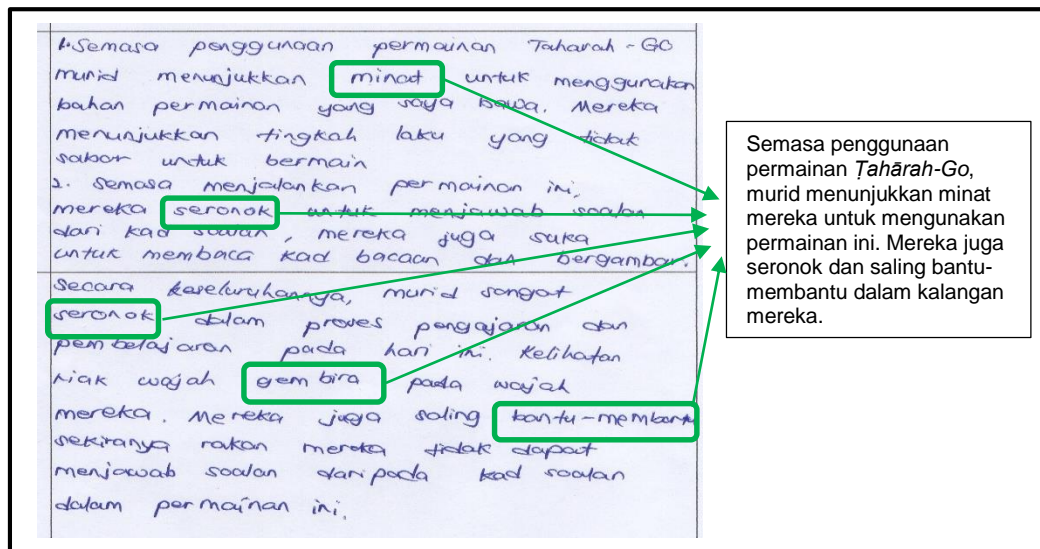 1. Semasa penggunaan permainan Taharah-GO
murid menunjukkan minat untuk menggunakan
bahan permainan yang saya bawa. Mereka
menunjukkan tingkah laku yang tidak
sabar untuk bermain
2. Semasa menjalankan permainan ini,
mereka seronok untuk menjawab soalan
dari kad soalan, mereka juga suka
untuk membaca kad bacaan dan bergambar.
Secara keseluruhannya, murid sangat
seronok dalam proses pengajaran dan
pembelajaran pada hari ini. Kelihatan
riak wajah gembira pada wajah
mereka. Mereka juga saling bantu-membantu
sekiranya rakan mereka tidak dapat
menjawab soalan daripada kad soalan
dalam permainan ini.
Semasa penggunaan
permainan Ṭahārah-Go,
murid menunjukkan minat
mereka untuk mengunakan
permainan ini. Mereka juga
seronok dan saling bantu-
membantu dalam kalangan
mereka.